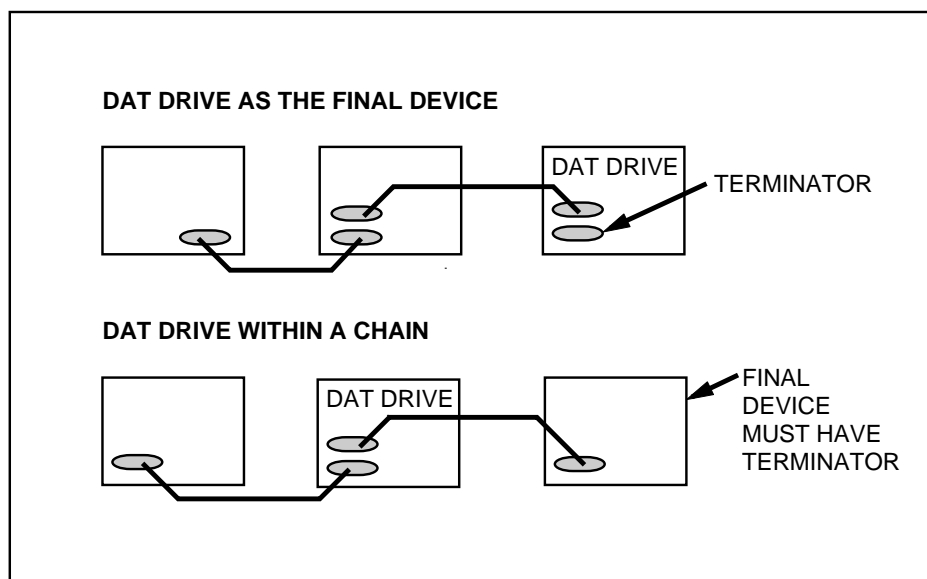 DAT DRIVE AS THE FINAL DEVICE
DAT DRIVE
TERMINATOR
DAT DRIVE WITHIN A CHAIN
DAT DRIVE
FINAL
DEVICE
MUST HAVE
TERMINATOR